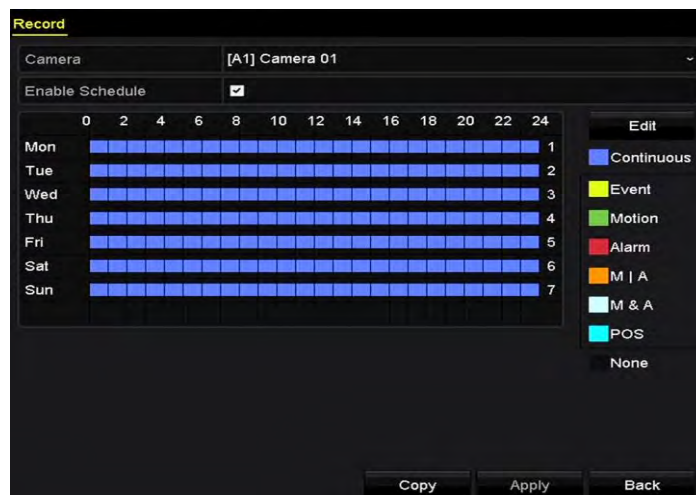 Record
Camera [A1] Camera 01
Enable Schedule
0 2 4 6 8 10 12 14 16 18 20 22 24
Edit
Mon 1
Continuous
Tue 2
Wed 3
Event
Thu 4
Motion
Fri 5
Alarm
Sat 6
M | A
Sun 7
M & A
POS
None
Copy Apply Back